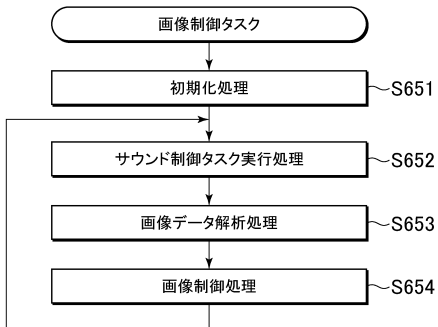 画像制御タスク
初期化処理
S651
サウンド制御タスク実行処理
S652
画像データ解析処理
S653
画像制御処理
S654